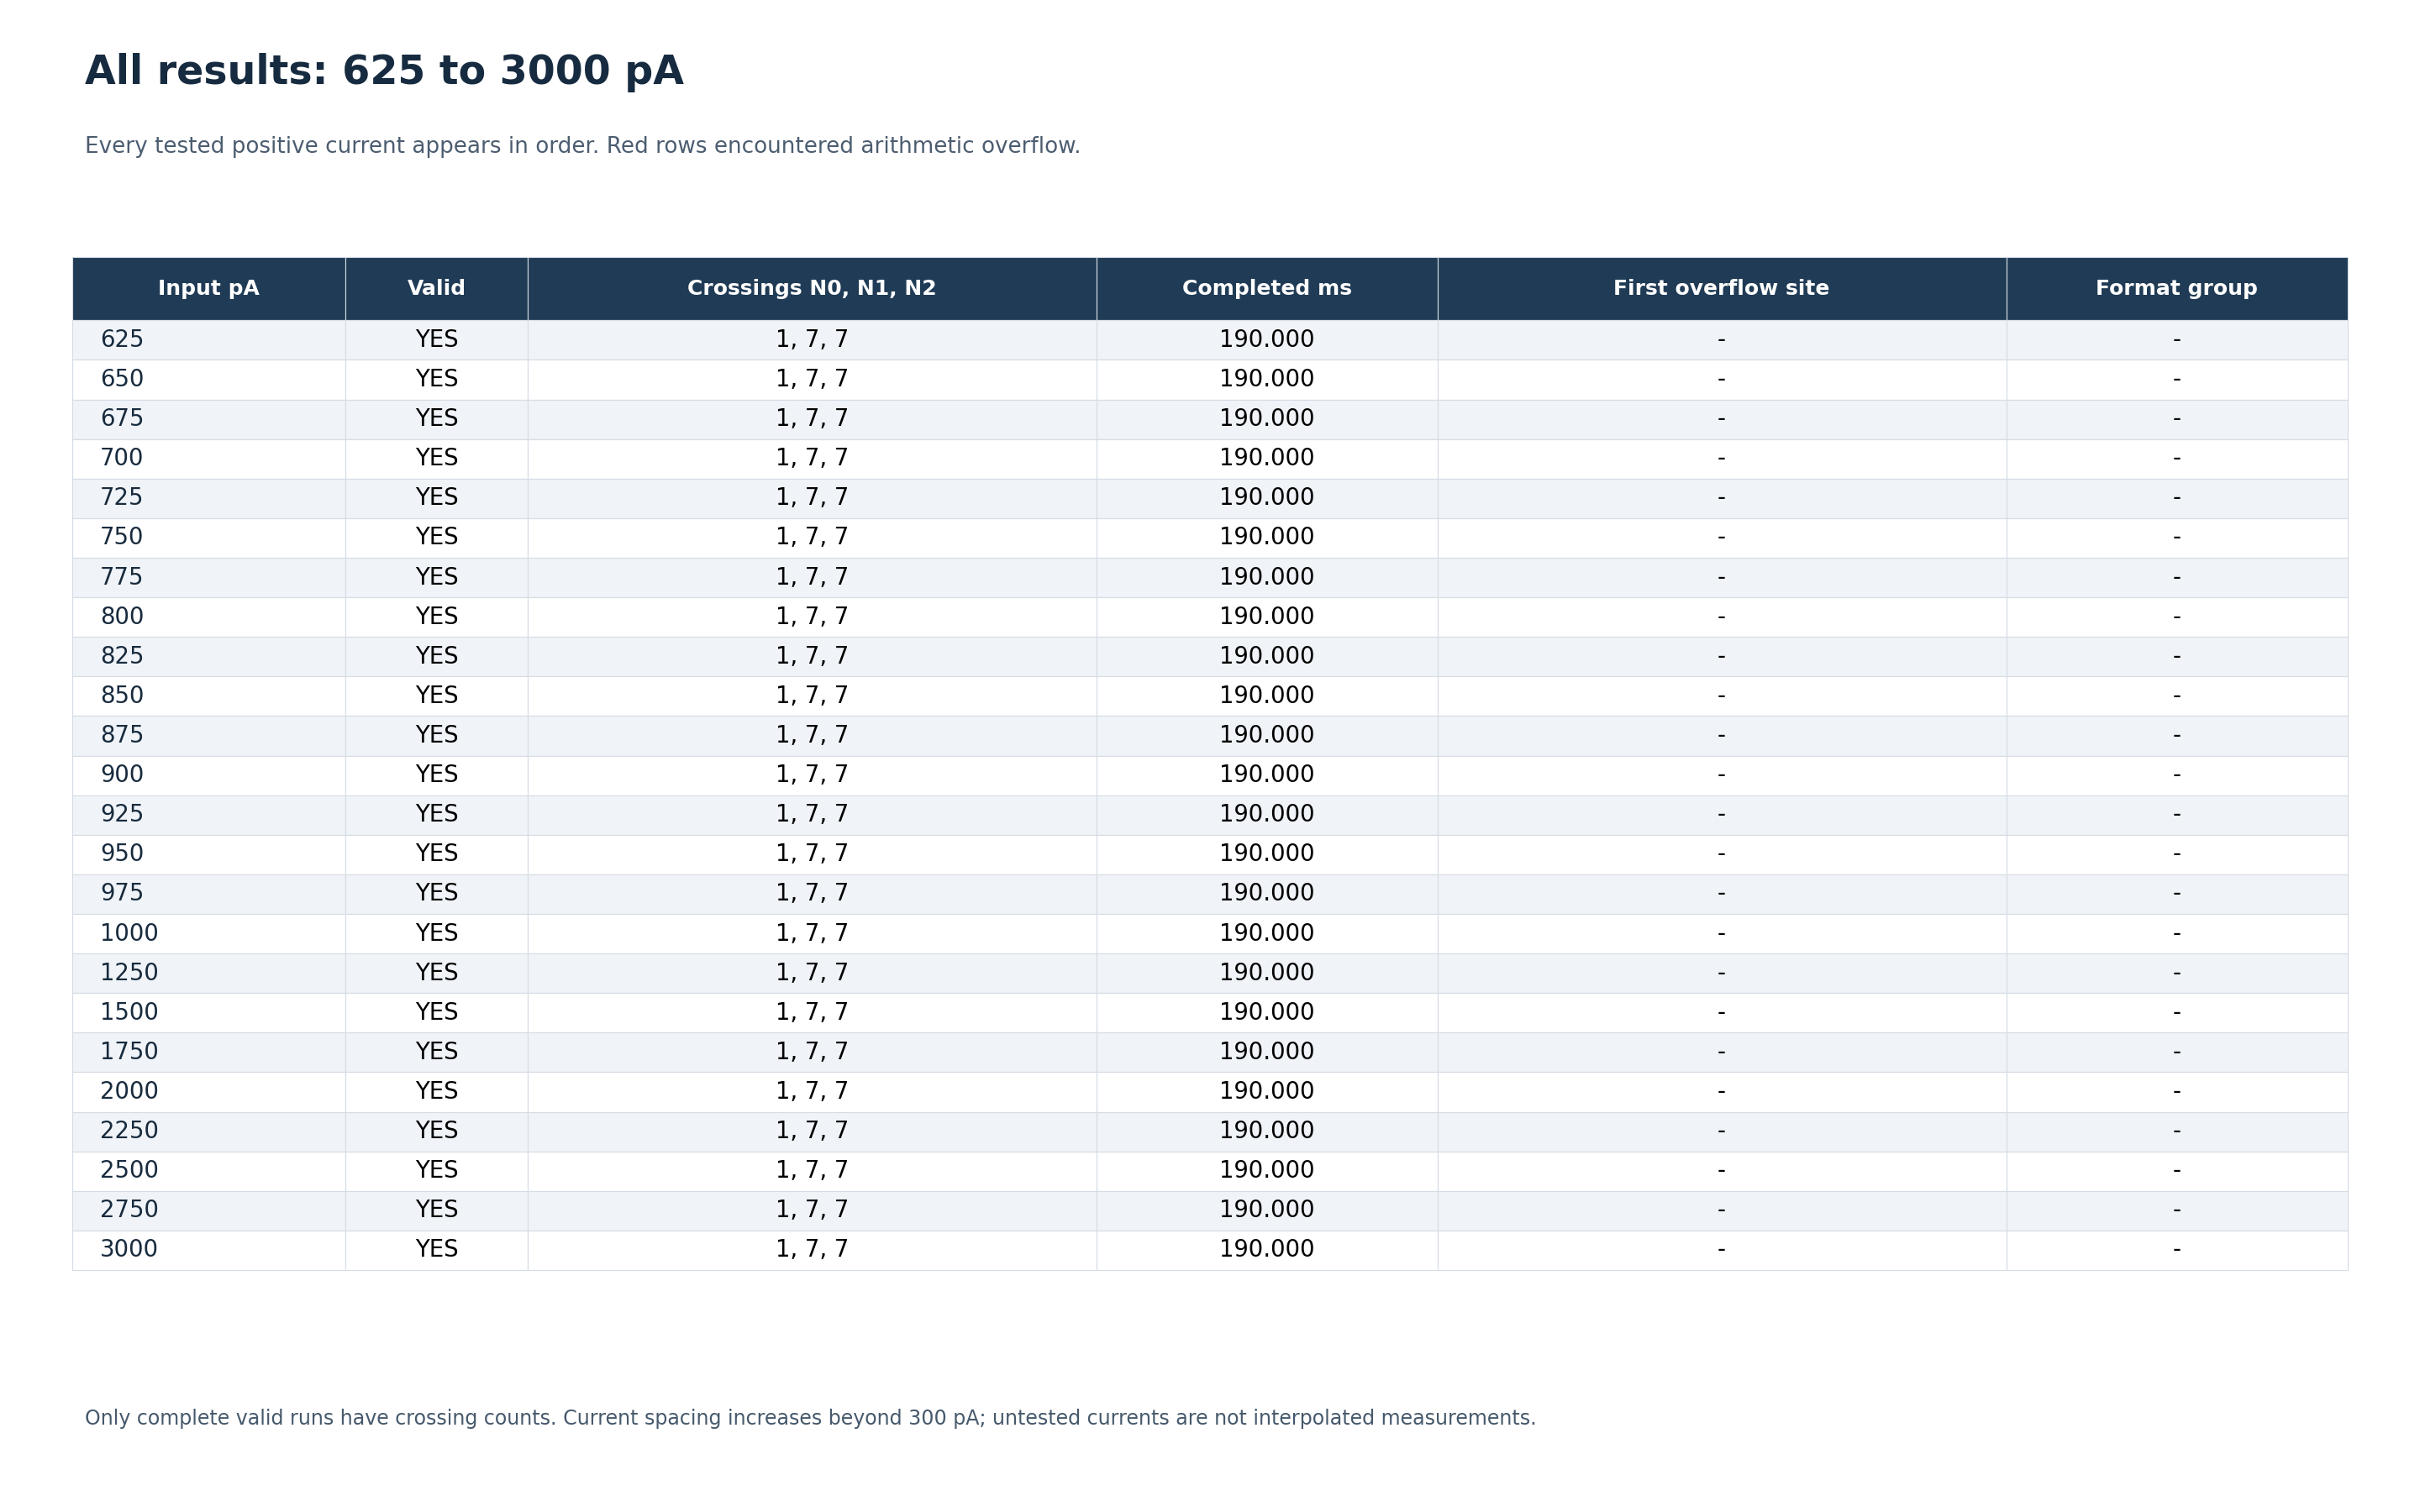 All results: 625 to 3000 pA
Every tested positive current appears in order. Red rows encountered arithmetic overflow.
Input pA Valid Crossings N0, N1, N2 Completed ms First overflow site Format group
625 YES 1, 7, 7 190.000 - -
650 YES 1, 7, 7 190.000 - -
675 YES 1, 7, 7 190.000 - -
700 YES 1, 7, 7 190.000 - -
725 YES 1, 7, 7 190.000 - -
750 YES 1, 7, 7 190.000 - -
775 YES 1, 7, 7 190.000 - -
800 YES 1, 7, 7 190.000 - -
825 YES 1, 7, 7 190.000 - -
850 YES 1, 7, 7 190.000 - -
875 YES 1, 7, 7 190.000 - -
900 YES 1, 7, 7 190.000 - -
925 YES 1, 7, 7 190.000 - -
950 YES 1, 7, 7 190.000 - -
975 YES 1, 7, 7 190.000 - -
1000 YES 1, 7, 7 190.000 - -
1250 YES 1, 7, 7 190.000 - -
1500 YES 1, 7, 7 190.000 - -
1750 YES 1, 7, 7 190.000 - -
2000 YES 1, 7, 7 190.000 - -
2250 YES 1, 7, 7 190.000 - -
2500 YES 1, 7, 7 190.000 - -
2750 YES 1, 7, 7 190.000 - -
3000 YES 1, 7, 7 190.000 - -
Only complete valid runs have crossing counts. Current spacing increases beyond 300 pA; untested currents are not interpolated measurements.